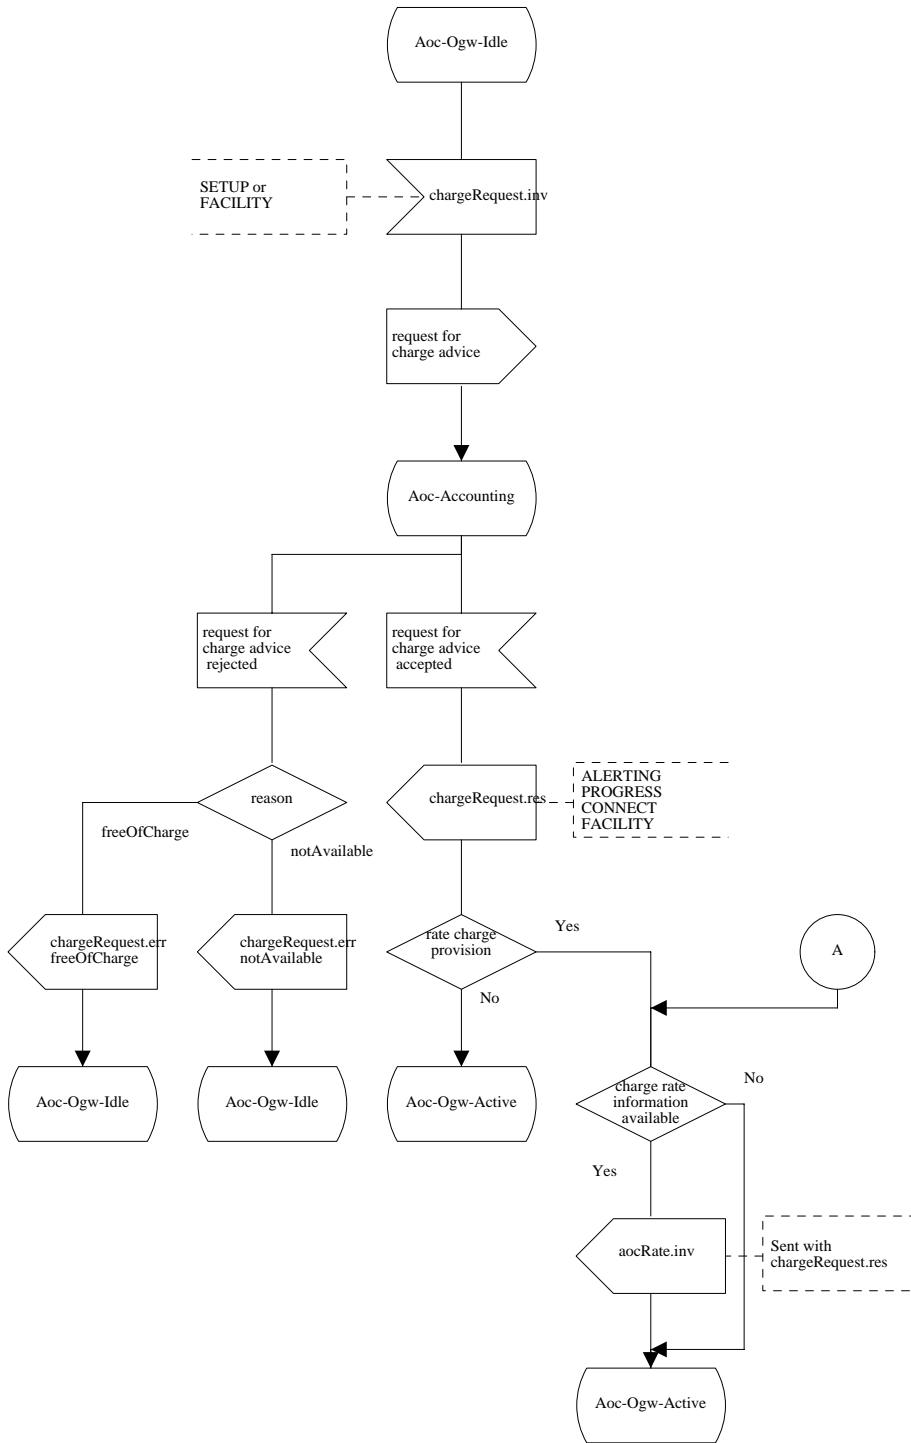 Aoc-Ogw-Idle
SETUP or
FACILITY
chargeRequest.inv
request for
charge advice
Aoc-Accounting
request for
charge advice
rejected
request for
charge advice
accepted
reason
freeOfCharge
notAvailable
chargeRequest.res
ALERTING
PROGRESS
CONNECT
FACILITY
chargeRequest.err
freeOfCharge
chargeRequest.err
notAvailable
rate charge
provision
Yes
No
A
Aoc-Ogw-Idle
Aoc-Ogw-Idle
Aoc-Ogw-Active
charge rate
information
available
No
Yes
aocRate.inv
Sent with
chargeRequest.res
Aoc-Ogw-Active